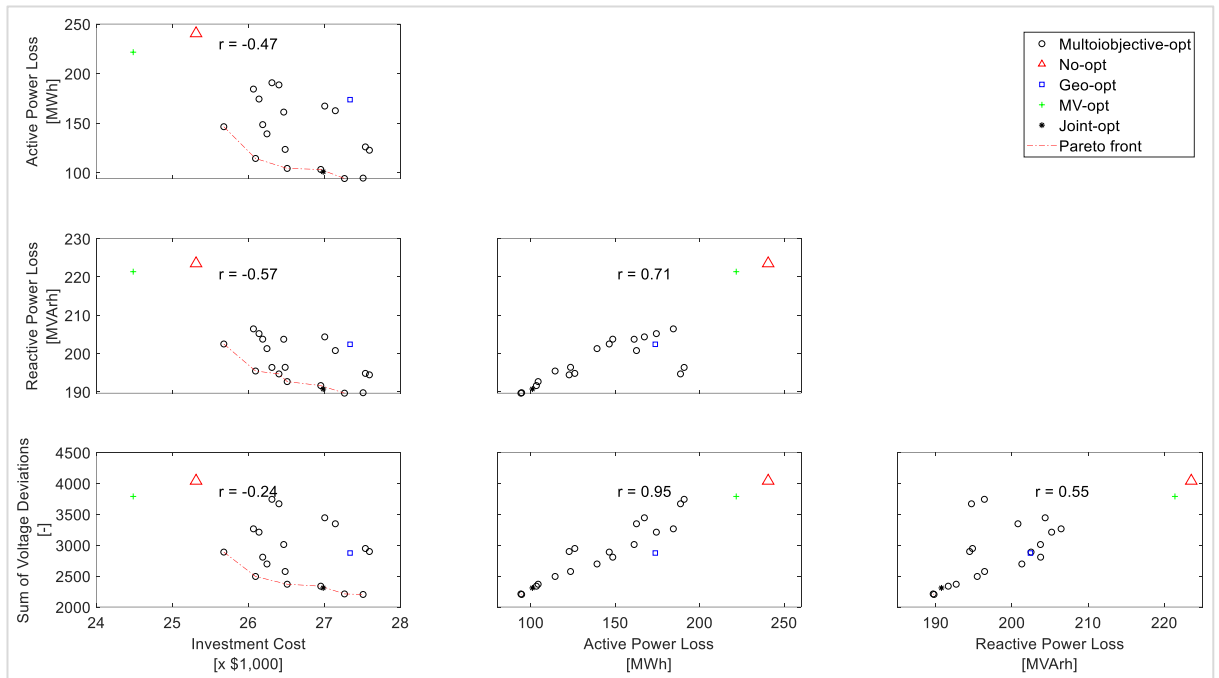 250
200
150
100
Active Power Loss
[MWh]
r = -0.47
Multoiobjective-opt
No-opt
Geo-opt
MV-opt
Joint-opt
Pareto front
230
220
210
200
190
Reactive Power Loss
[MVArh]
r = -0.57
r = 0.71
4500
4000
3500
3000
2500
2000
Sum of Voltage Deviations
[-]
r = -0.24
r = 0.95
r = 0.55
24 25 26 27 28
Investment Cost
[x $1,000]
100 150 200 250
Active Power Loss
[MWh]
190 200 210 220
Reactive Power Loss
[MVArh]